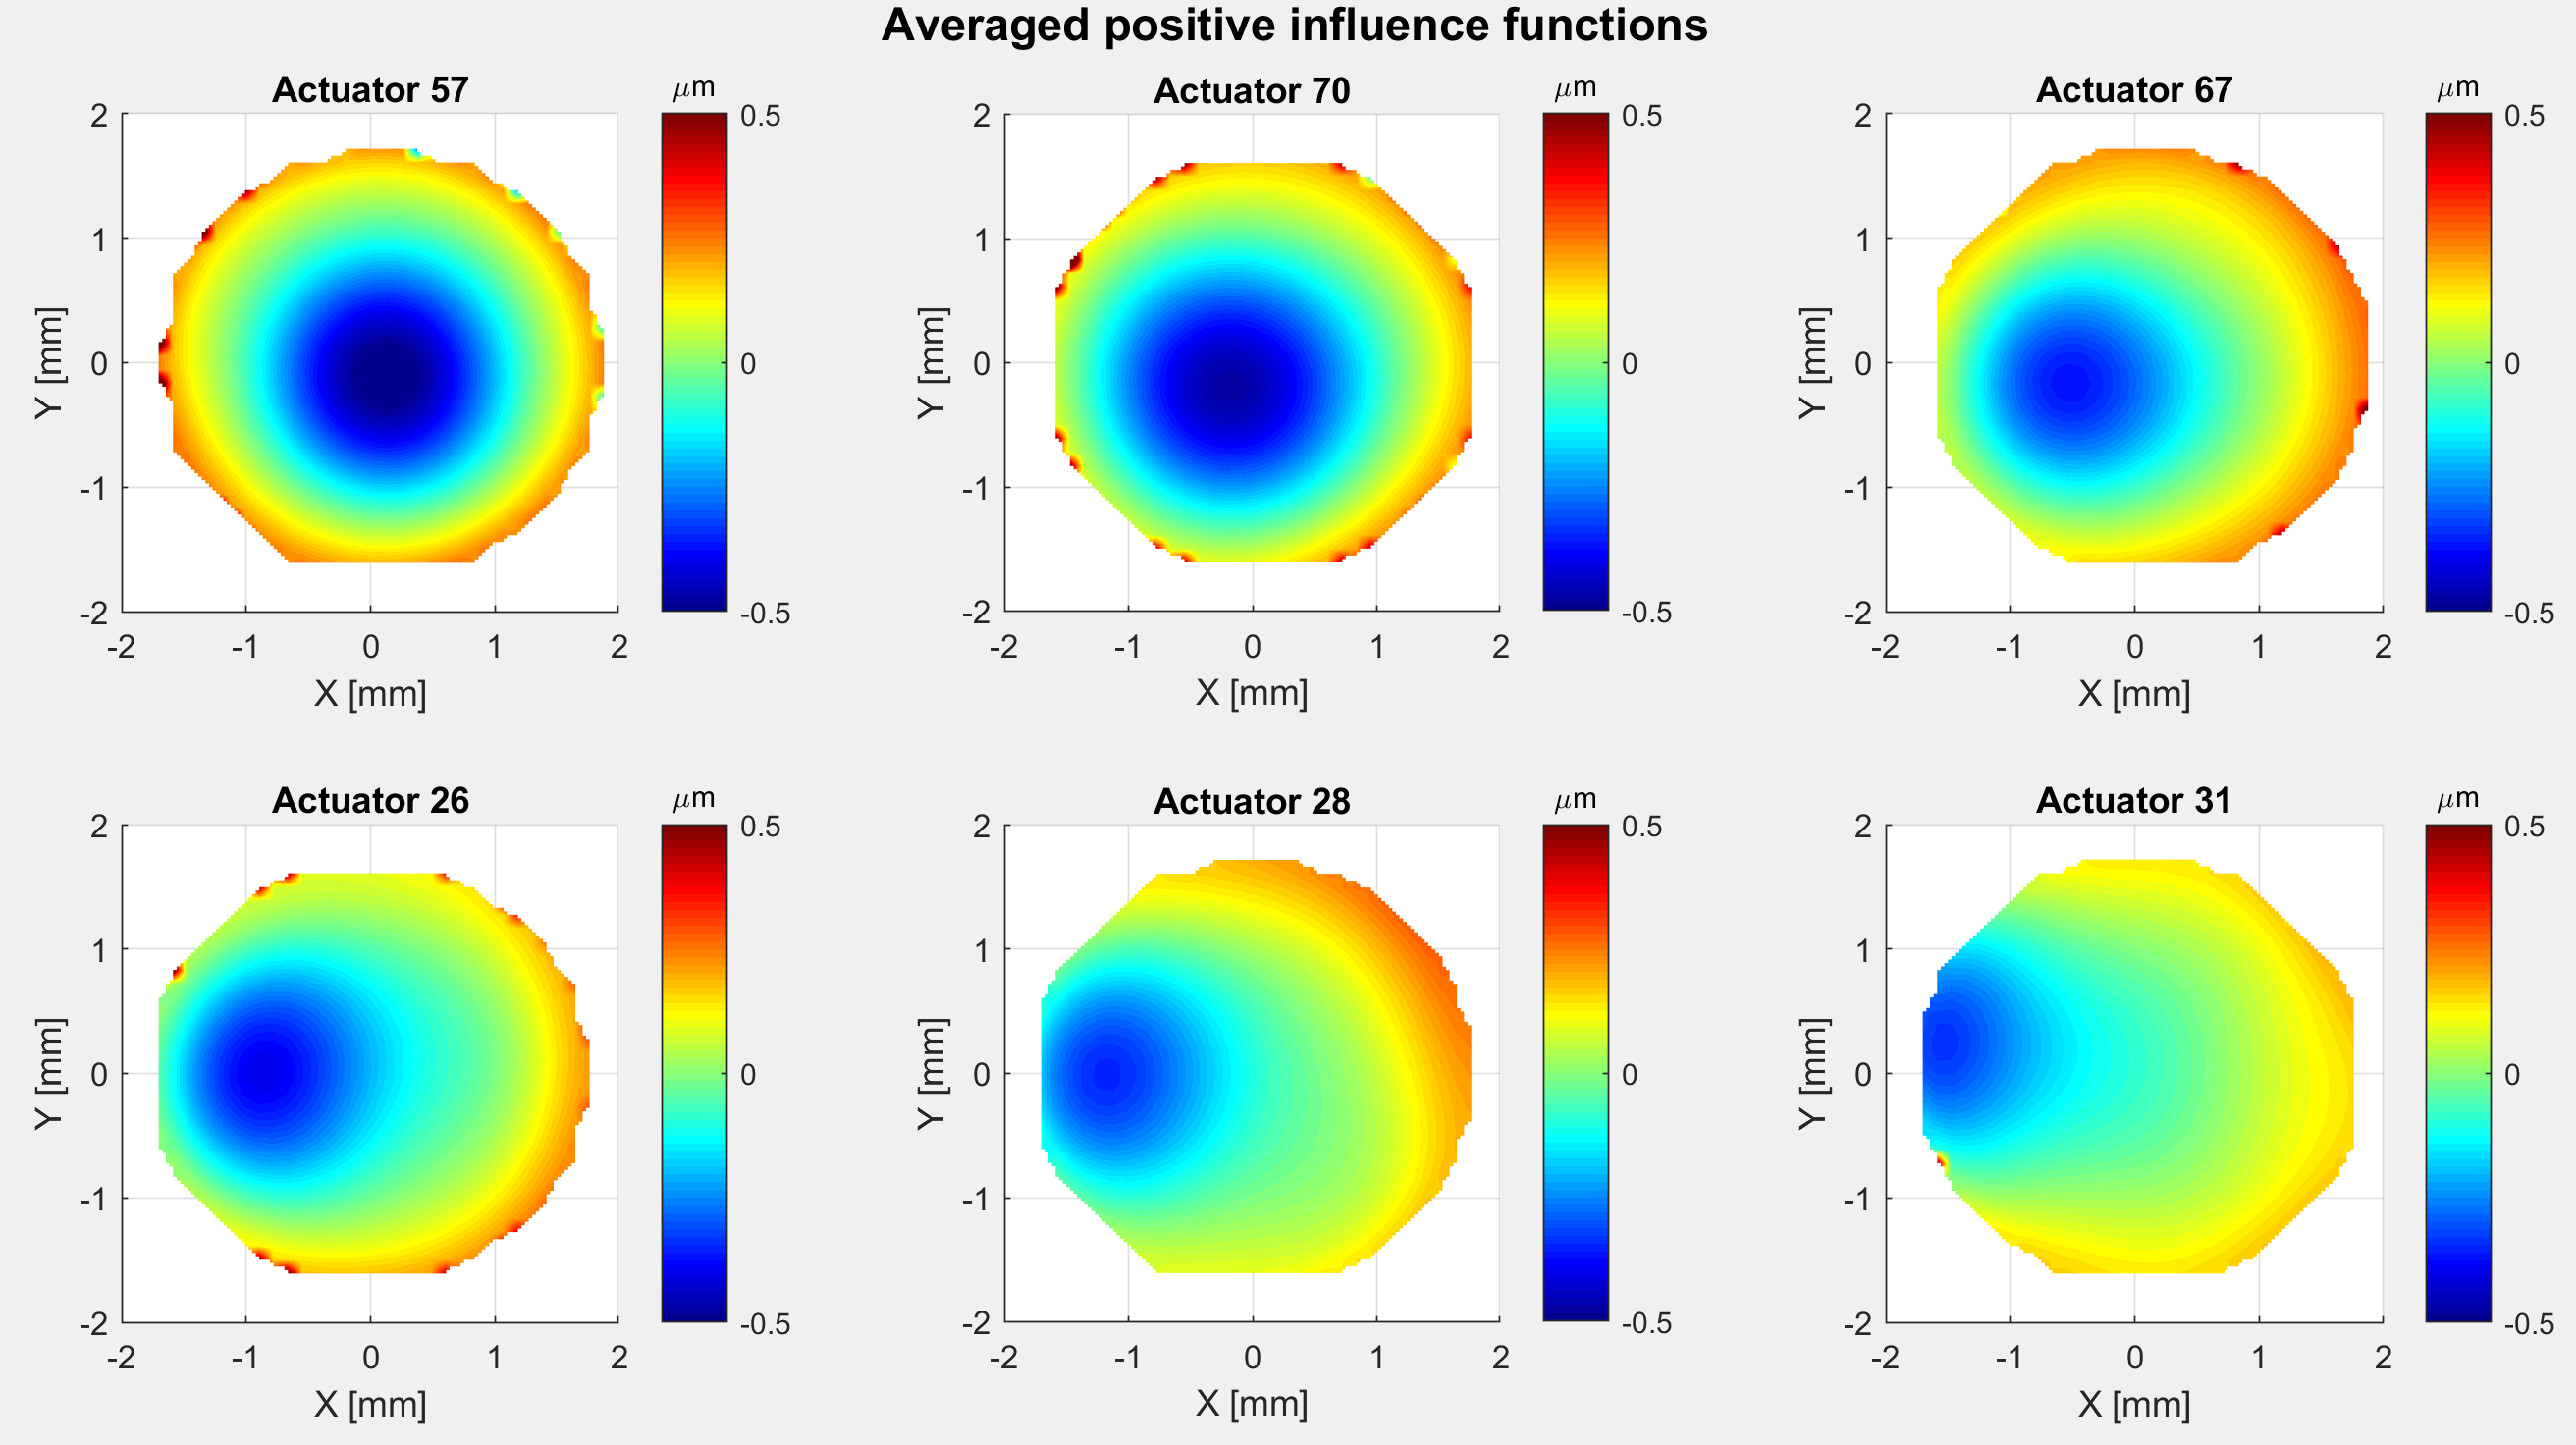 Averaged positive influence functions
Actuator 57
μm
2
1
0
-1
-2
Y [mm]
-2 -1 0 1 2
X [mm]
0.5
0
-0.5
Actuator 70
μm
2
1
0
-1
-2
Y [mm]
-2 -1 0 1 2
X [mm]
0.5
0
-0.5
Actuator 67
μm
2
1
0
-1
-2
Y [mm]
-2 -1 0 1 2
X [mm]
0.5
0
-0.5
Actuator 26
μm
2
1
0
-1
-2
Y [mm]
-2 -1 0 1 2
X [mm]
0.5
0
-0.5
Actuator 28
μm
2
1
0
-1
-2
Y [mm]
-2 -1 0 1 2
X [mm]
0.5
0
-0.5
Actuator 31
μm
2
1
0
-1
-2
Y [mm]
-2 -1 0 1 2
X [mm]
0.5
0
-0.5